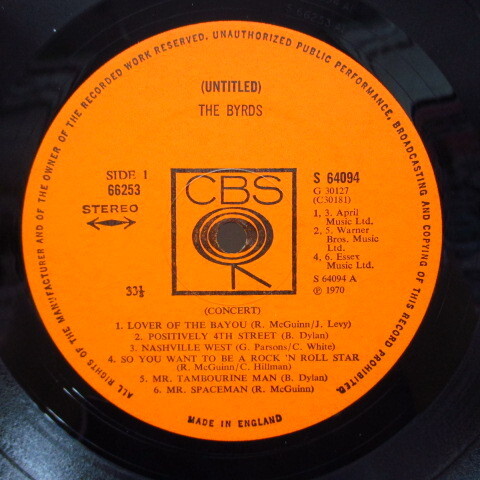 ALL RIGHTS OF THE MANUFACTURER AND OF THE OWNER OF THE RECORDED WORK RESERVED. UNAUTHORIZED PUBLIC PERFORMANCE, BROADCASTING AND COPYING OF THIS RECORD PROHIBITED.
(UNTITLED)
THE BYRDS
SIDE 1
66253
STEREO
CBS
S 64094
G 30127
(C30181)
1, 3. April
Music Ltd.
2, 5. Warner
Bros. Music
Ltd.
4, 6. Essex
Music Ltd.
S 64094 A
℗ 1970
33⅓
(CONCERT)
1. LOVER OF THE BAYOU (R. McGuinn/J. Levy)
2. POSITIVELY 4TH STREET (B. Dylan)
3. NASHVILLE WEST (G. Parsons/C. White)
4. SO YOU WANT TO BE A ROCK 'N ROLL STAR
(R. McGuinn/C. Hillman)
5. MR. TAMBOURINE MAN (B. Dylan)
6. MR. SPACEMAN (R. McGuinn)
MADE IN ENGLAND